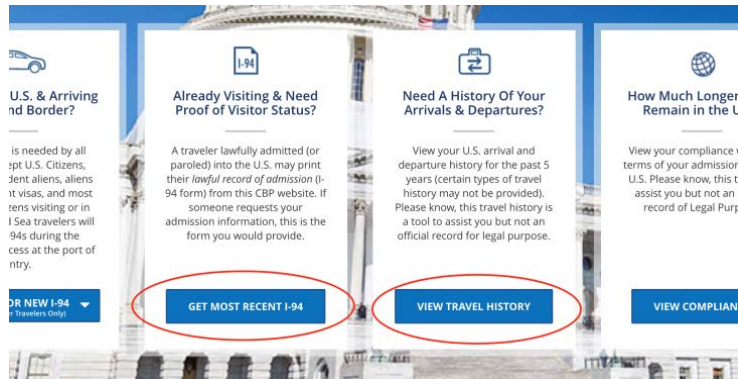 U.S. & Arriving
nd Border?
is needed by all
ept U.S. Citizens,
dent aliens, aliens
nt visas, and most
zens visiting or in
d Sea travelers will
-94s during the
cess at the port of
ntry.
OR NEW I-94
r Travelers Only)
I-94
Already Visiting & Need
Proof of Visitor Status?
A traveler lawfully admitted (or
paroled) into the U.S. may print
their lawful record of admission (I-
94 form) from this CBP website. If
someone requests your
admission information, this is the
form you would provide.
GET MOST RECENT I-94
Need A History Of Your
Arrivals & Departures?
View your U.S. arrival and
departure history for the past 5
years (certain types of travel
history may not be provided).
Please know, this travel history is
a tool to assist you but not an
official record for legal purpose.
VIEW TRAVEL HISTORY
How Much Longer
Remain in the U
View your compliance
terms of your admission
U.S. Please know, this t
assist you but not an
record of Legal Purp
VIEW COMPLIAN